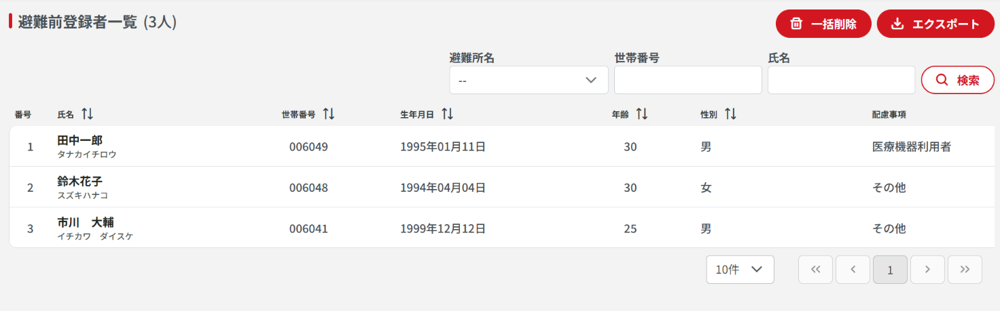 避難前登録者一覧 (3人)
一括削除 エクスポート
避難所名 世帯番号 氏名
-- 検索
番号 氏名 世帯番号 生年月日 年齢 性別 配慮事項
1 田中一郎 006049 1995年01月11日 30 男 医療機器利用者
タナカイチロウ
2 鈴木花子 006048 1994年04月04日 30 女 その他
スズキハナコ
3 市川　大輔 006041 1999年12月12日 25 男 その他
イチカワ　ダイスケ
10件 1